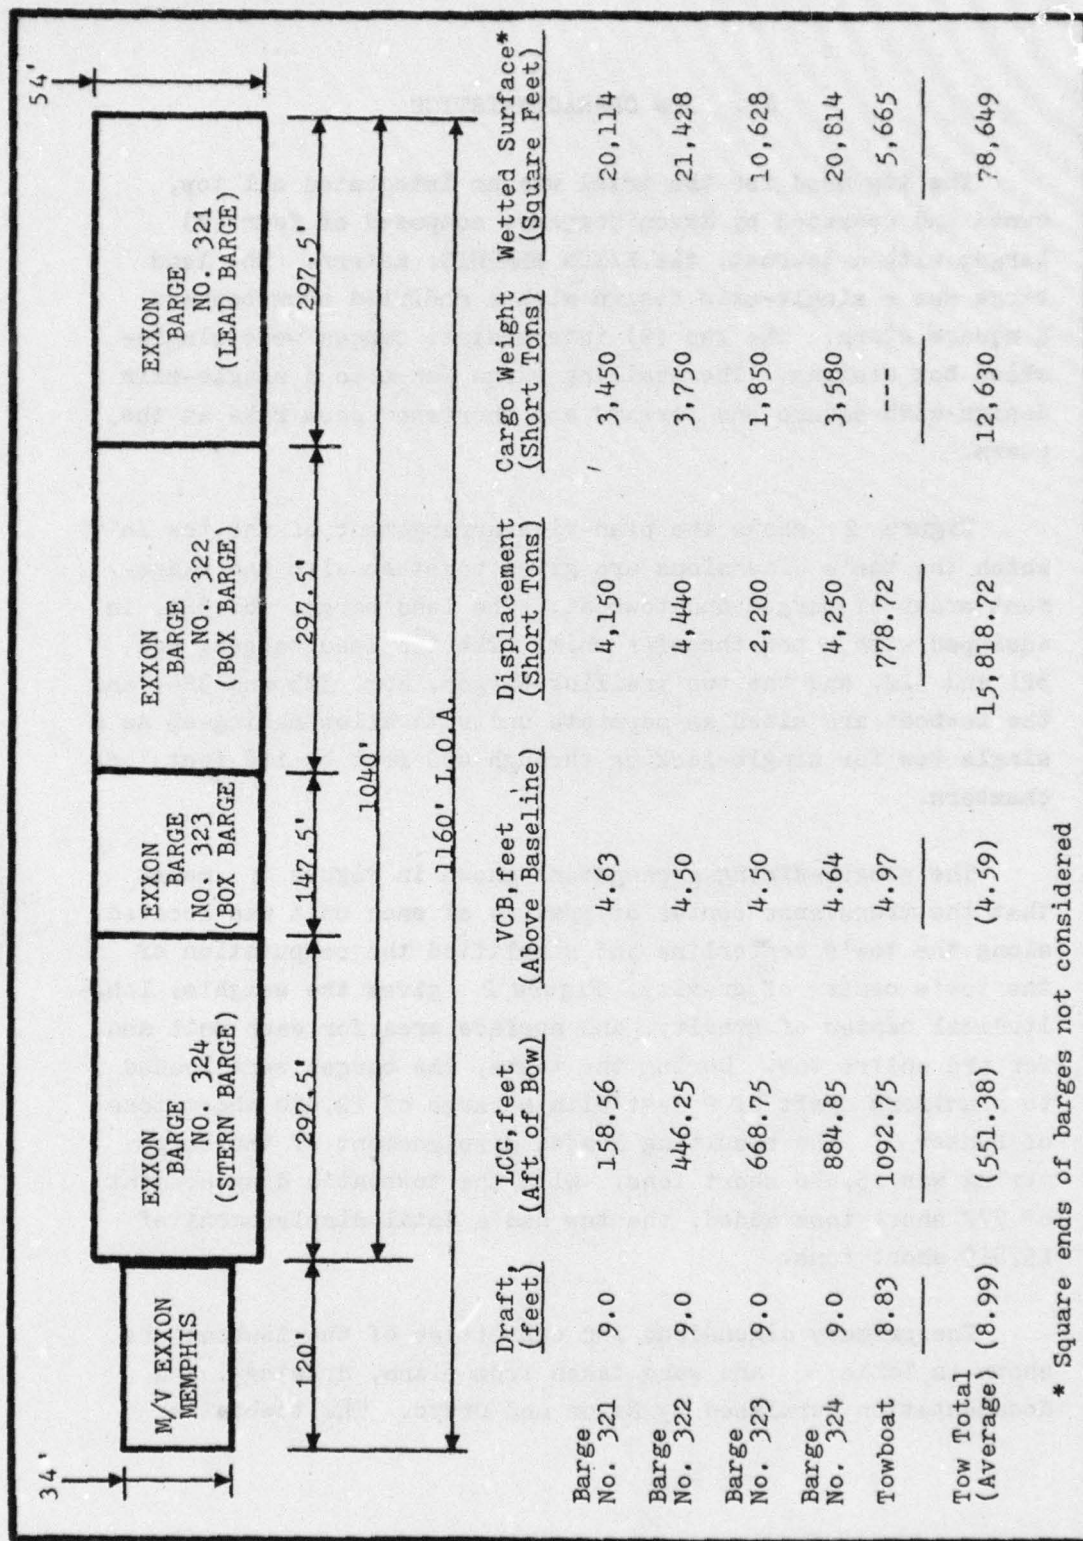 34'
54'
M/V EXXON
MEMPHIS
EXXON
BARGE
NO. 324
(STERN BARGE)
EXXON
BARGE
NO. 323
(BOX BARGE)
EXXON
BARGE
NO. 322
(BOX BARGE)
EXXON
BARGE
NO. 321
(LEAD BARGE)
120' 297.5' 147.5' 297.5' 297.5'
1040'
1160' L.O.A.
Draft, LCG,feet VCB,feet Displacement Cargo Weight Wetted Surface*
(feet) (Aft of Bow) (Above Baseline) (Short Tons) (Short Tons) (Square Feet)
Barge
No. 321 9.0 158.56 4.63 4,150 3,450 20,114
Barge
No. 322 9.0 446.25 4.50 4,440 3,750 21,428
Barge
No. 323 9.0 668.75 4.50 2,200 1,850 10,628
Barge
No. 324 9.0 884.85 4.64 4,250 3,580 20,814
Towboat 8.83 1092.25 4.97 778.72 --- 5,665
Tow Total
(Average) (8.99) (551.38) (4.59) 15,818.72 12,630 78,649
* Square ends of barges not considered